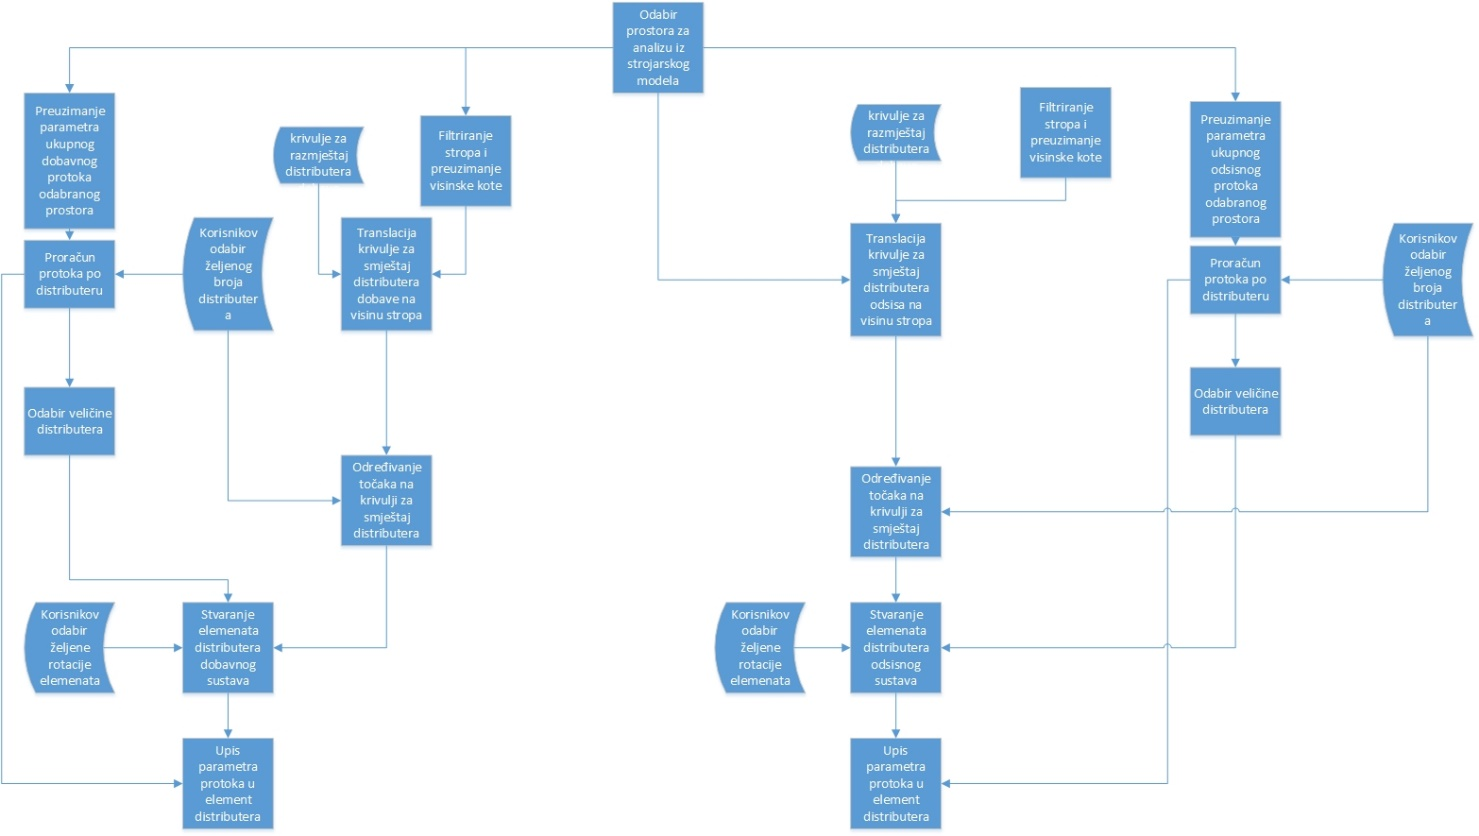 Odabir
prostora za
analizu iz
strojarskog
modela
Preuzimanje
parametra
ukupnog
dobavnog
protoka
odabranog
prostora
krivulje za
razmještaj
distributera
Filtriranje
stropa i
preuzimanje
visinske kote
krivulje za
razmještaj
distributera
Filtriranje
stropa i
preuzimanje
visinske kote
Preuzimanje
parametra
ukupnog
odsisnog
protoka
odabranog
prostora
Proračun
protoka po
distributeru
Korisnikov
odabir
željenog
broja
distributer
a
Translacija
krivulje za
smještaj
distributera
dobave na
visinu stropa
Translacija
krivulje za
smještaj
distributera
odsisa na
visinu stropa
Proračun
protoka po
distributeru
Korisnikov
odabir
željenog
broja
distributer
a
Odabir veličine
distributera
Odabir veličine
distributera
Određivanje
točaka na
krivulji za
smještaj
distributera
Određivanje
točaka na
krivulji za
smještaj
distributera
Korisnikov
odabir
željene
rotacije
elemenata
Stvaranje
elemenata
distributera
dobavnog
sustava
Korisnikov
odabir
željene
rotacije
elemenata
Stvaranje
elemenata
distributera
odsisnog
sustava
Upis
parametra
protoka u
element
distributera
Upis
parametra
protoka u
element
distributera